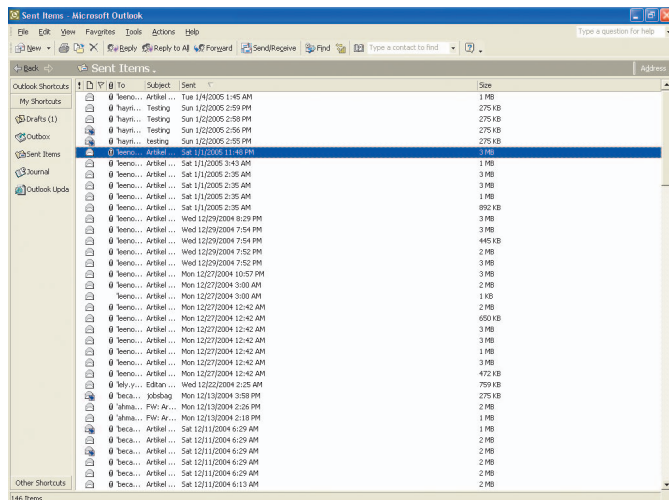 Sent Items - Microsoft Outlook
File Edit View Favorites Tools Actions Help Type a question for help
New Reply Reply to All Forward Send/Receive Find Type a contact to find
Back Sent Items . Address
Outlook Shortcuts ! To Subject Sent Size
My Shortcuts
Drafts (1)
Outbox
Sent Items
Journal
Outlook Upda
'leeno... Artikel ... Tue 1/4/2005 1:45 AM 1 MB
'hayri... Testing Sun 1/2/2005 2:59 PM 275 KB
'hayri... Testing Sun 1/2/2005 2:58 PM 275 KB
'hayri... Testing Sun 1/2/2005 2:56 PM 275 KB
'hayri... testing Sun 1/2/2005 2:55 PM 275 KB
'leeno... Artikel ... Sat 1/1/2005 11:48 PM 3 MB
'leeno... Artikel ... Sat 1/1/2005 3:43 AM 1 MB
'leeno... Artikel ... Sat 1/1/2005 2:35 AM 3 MB
'leeno... Artikel ... Sat 1/1/2005 2:35 AM 3 MB
'leeno... Artikel ... Sat 1/1/2005 2:35 AM 1 MB
'leeno... Artikel ... Sat 1/1/2005 2:35 AM 892 KB
'leeno... Artikel ... Wed 12/29/2004 8:29 PM 3 MB
'leeno... Artikel ... Wed 12/29/2004 7:54 PM 3 MB
'leeno... Artikel ... Wed 12/29/2004 7:54 PM 445 KB
'leeno... Artikel ... Wed 12/29/2004 7:52 PM 2 MB
'leeno... Artikel ... Wed 12/29/2004 7:52 PM 3 MB
'leeno... Artikel ... Mon 12/27/2004 10:57 PM 3 MB
'leeno... Artikel ... Mon 12/27/2004 3:00 AM 2 MB
'leeno... Artikel ... Mon 12/27/2004 3:00 AM 1 KB
'leeno... Artikel ... Mon 12/27/2004 12:42 AM 2 MB
'leeno... Artikel ... Mon 12/27/2004 12:42 AM 650 KB
'leeno... Artikel ... Mon 12/27/2004 12:42 AM 3 MB
'leeno... Artikel ... Mon 12/27/2004 12:42 AM 3 MB
'leeno... Artikel ... Mon 12/27/2004 12:42 AM 1 MB
'leeno... Artikel ... Mon 12/27/2004 12:42 AM 3 MB
'leeno... Artikel ... Mon 12/27/2004 12:42 AM 472 KB
'lely.y... Editan ... Wed 12/22/2004 2:25 AM 759 KB
'beca... jobsbag Mon 12/13/2004 3:58 PM 275 KB
'ahma... FW: Ar... Mon 12/13/2004 2:26 PM 2 MB
'ahma... FW: Ar... Mon 12/13/2004 2:18 PM 1 MB
'beca... Artikel ... Sat 12/11/2004 6:29 AM 1 MB
'beca... Artikel ... Sat 12/11/2004 6:29 AM 2 MB
'beca... Artikel ... Sat 12/11/2004 6:29 AM 2 MB
'beca... Artikel ... Sat 12/11/2004 6:29 AM 2 MB
'beca... Artikel ... Sat 12/11/2004 6:13 AM 2 MB
Other Shortcuts
146 Items